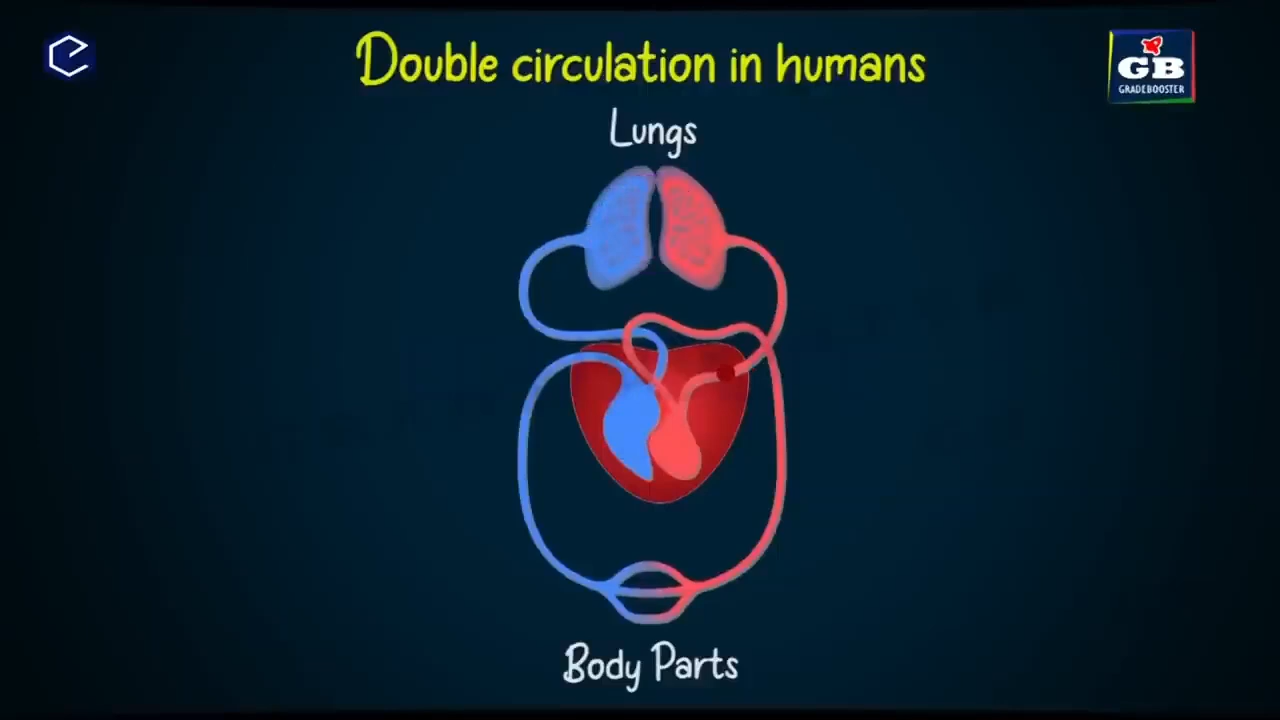 Double circulation in humans
GB
GRADEBOOSTER
Lungs
Body Parts